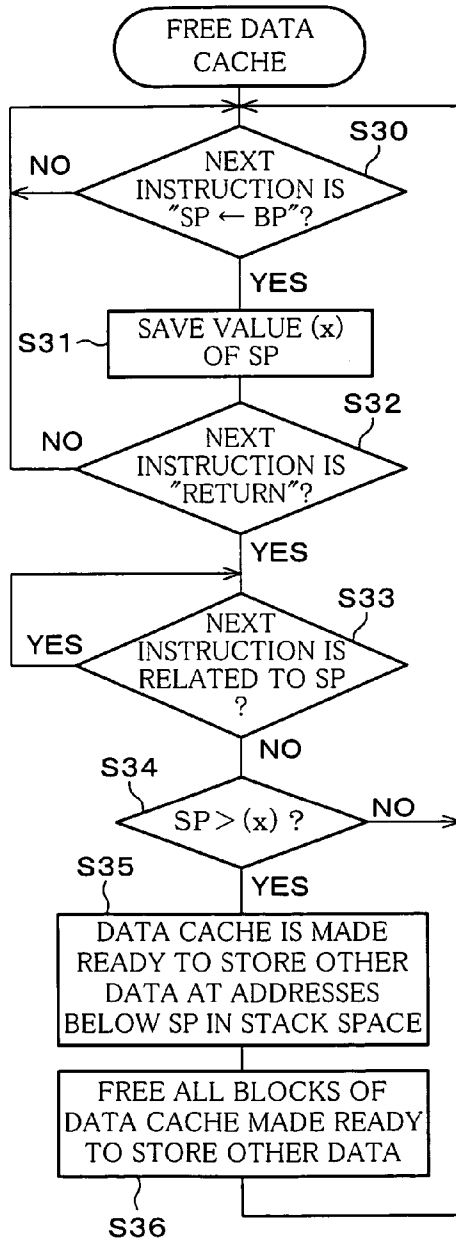 FREE DATA
CACHE
S30
NO
NEXT
INSTRUCTION IS
"SP ← BP"?
YES
S31
SAVE VALUE (x)
OF SP
S32
NO
NEXT
INSTRUCTION IS
"RETURN"?
YES
S33
YES
NEXT
INSTRUCTION IS
RELATED TO SP
?
NO
S34
SP > (x) ?
NO
YES
S35
DATA CACHE IS MADE
READY TO STORE OTHER
DATA AT ADDRESSES
BELOW SP IN STACK SPACE
FREE ALL BLOCKS OF
DATA CACHE MADE READY
TO STORE OTHER DATA
S36